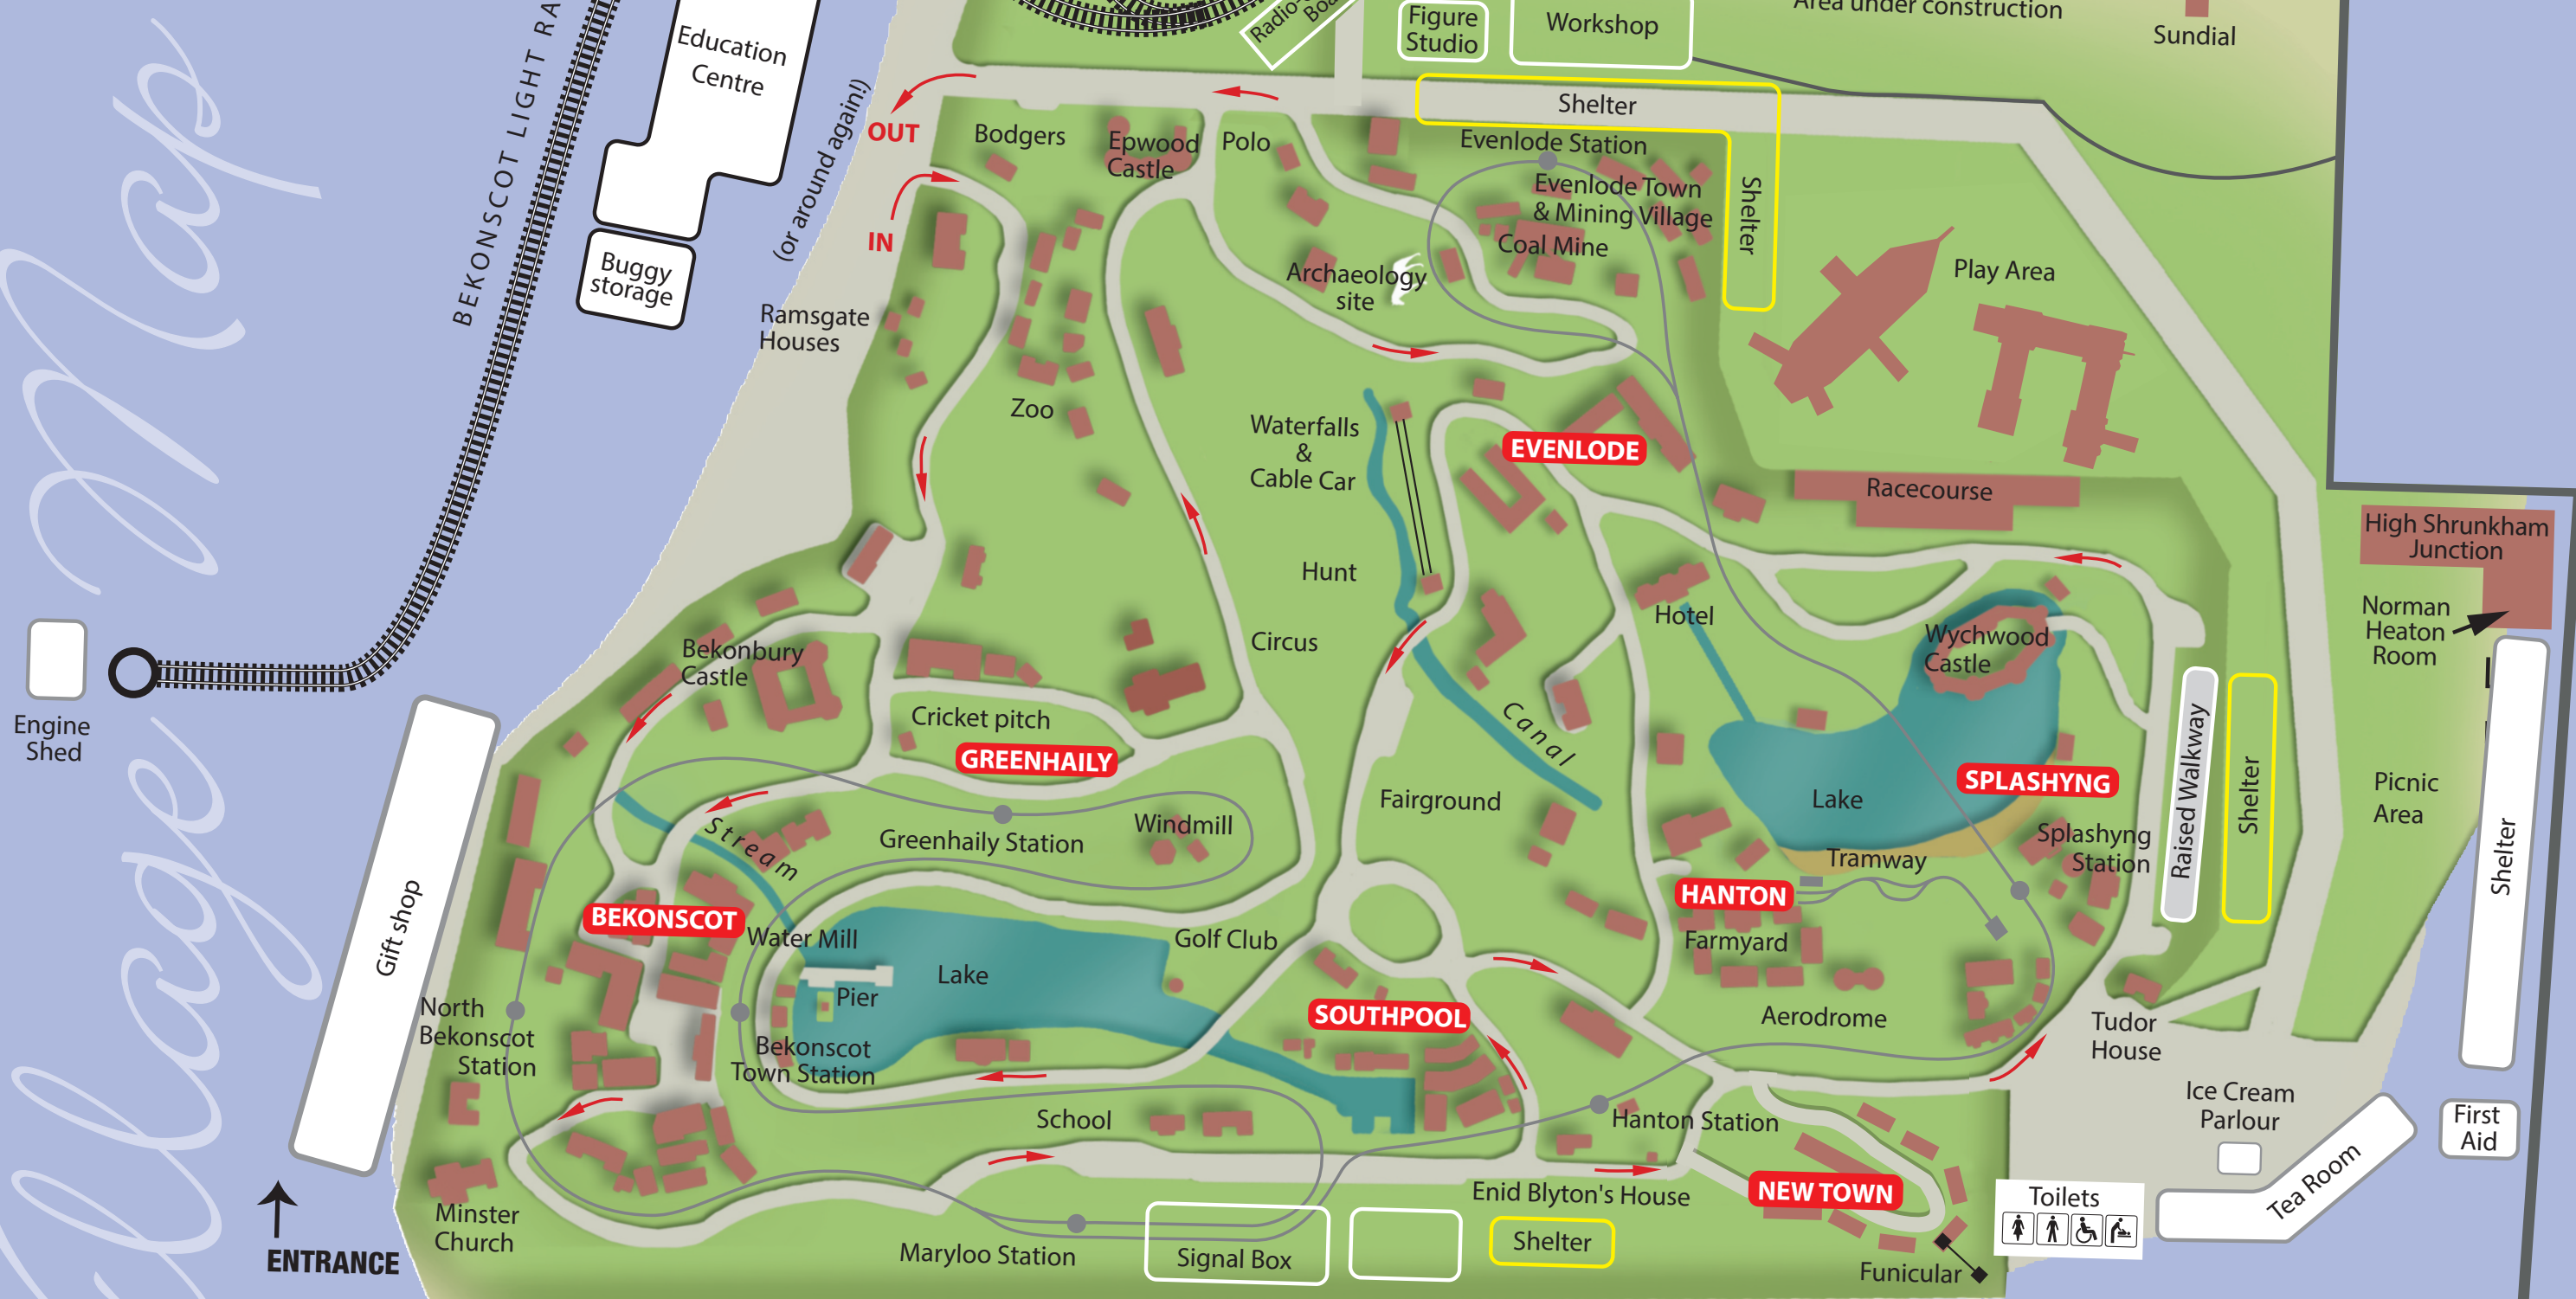 BEKONSCOT LIGHT RA
Education
Centre
Buggy
storage
(or around again!)
OUT
IN
Radio-
Boa
Figure
Studio
Workshop
Area under construction
Sundial
Shelter
Shelter
Bodgers
Epwood
Castle
Polo
Evenlode Station
Evenlode Town
& Mining Village
Coal Mine
Archaeology
site
Play Area
Ramsgate
Houses
Zoo
Waterfalls
&
Cable Car
EVENLODE
Racecourse
High Shrunkham
Junction
Norman
Heaton
Room
Hunt
Hotel
Wychwood
Castle
Circus
Bekonbury
Castle
Cricket pitch
GREENHAILY
Canal
Engine
Shed
Gift shop
Map
llage
Stream
Greenhaily Station
Windmill
Fairground
Lake
SPLASHYNG
Splashyng
Station
Raised Walkway
Shelter
Picnic
Area
Shelter
Tramway
HANTON
Farmyard
BEKONSCOT
Water Mill
Golf Club
Lake
Pier
North
Bekonscot
Station
Bekonscot
Town Station
SOUTHPOOL
Aerodrome
Tudor
House
Ice Cream
Parlour
First
Aid
Tea Room
Toilets
School
Hanton Station
Enid Blyton's House
NEW TOWN
Minster
Church
ENTRANCE
Maryloo Station
Signal Box
Shelter
Funicular